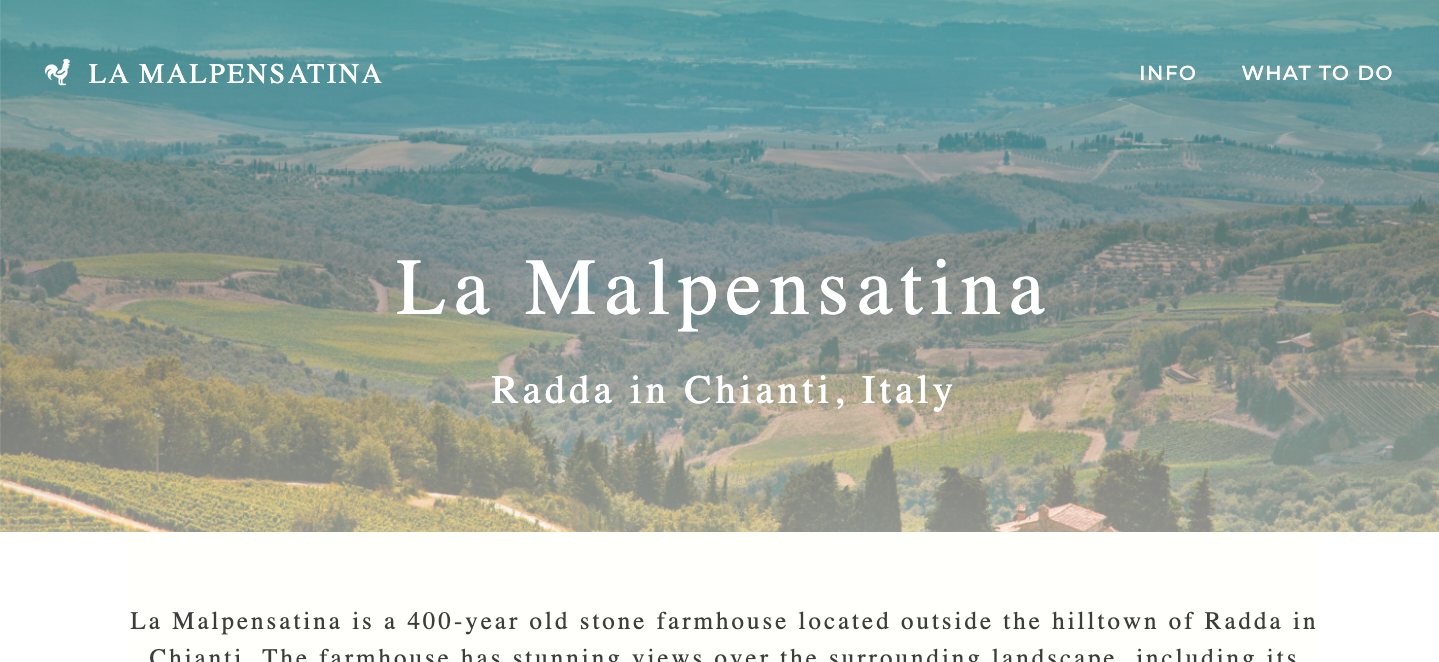 LA MALPENSATINA
INFO
WHAT TO DO
La Malpensatina
Radda in Chianti, Italy
La Malpensatina is a 400-year old stone farmhouse located outside the hilltown of Radda in
Chianti. The farmhouse has stunning views over the surrounding landscape, including its